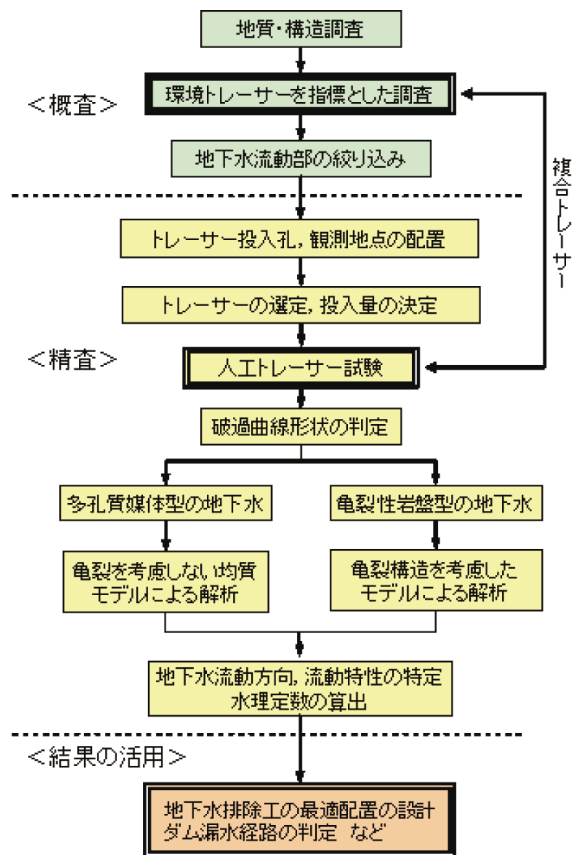 地質・構造調査
<概査>
環境トレーサーを指標とした調査
地下水流動部の絞り込み
複合トレーサー
トレーサー投入孔，観測地点の配置
トレーサーの選定，投入量の決定
<精査>
人工トレーサー試験
破過曲線形状の判定
多孔質媒体型の地下水
亀裂性岩盤型の地下水
亀裂を考慮しない均質
モデルによる解析
亀裂構造を考慮した
モデルによる解析
地下水流動方向，流動特性の特定
水理定数の算出
<結果の活用>
地下水排除工の最適配置の設計
ダム漏水経路の判定 など